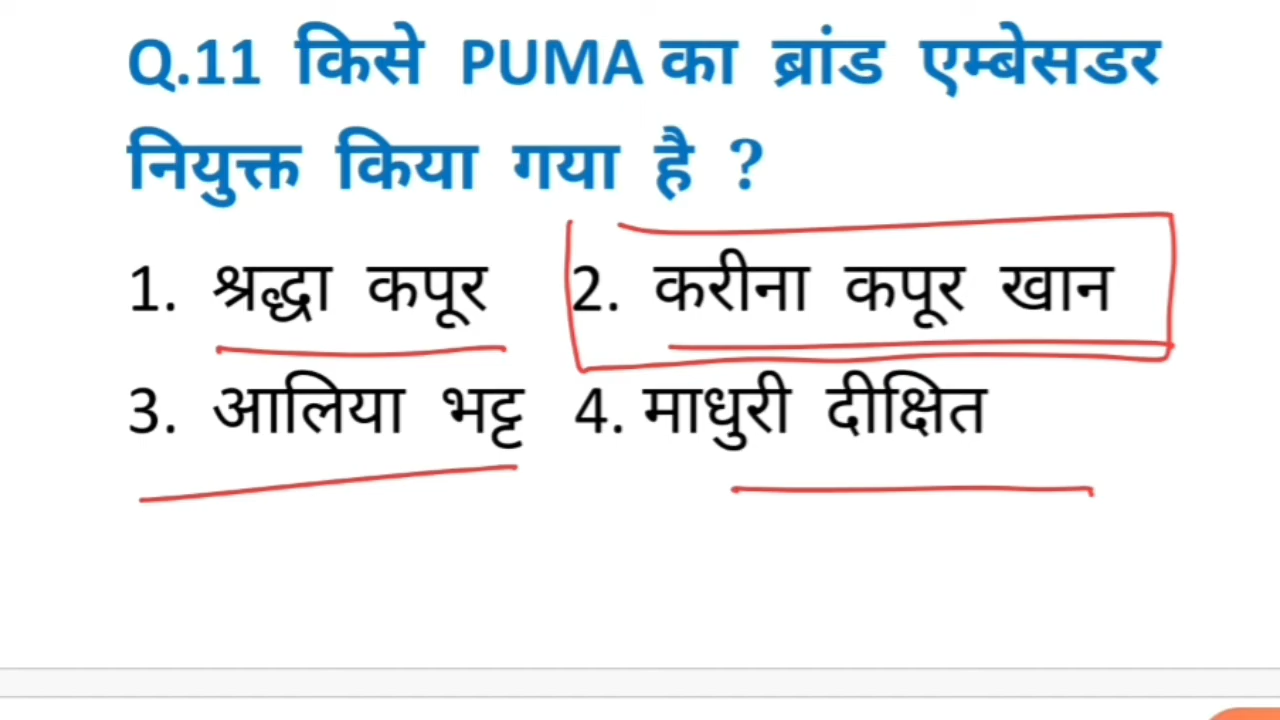 Q.11 किसे PUMA का ब्रांड एम्बेसडर
नियुक्त किया गया है ?
1. श्रद्धा कपूर 2. करीना कपूर खान
3. आलिया भट्ट 4. माधुरी दीक्षित